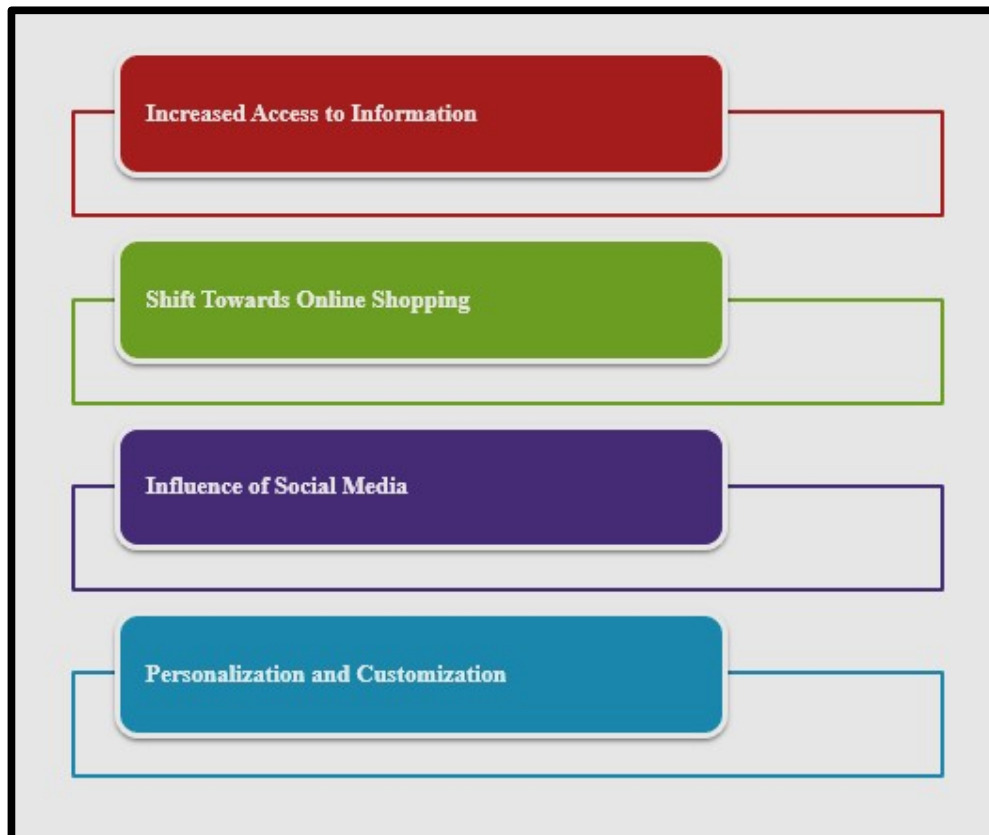 Increased Access to Information
Shift Towards Online Shopping
Influence of Social Media
Personalization and Customization